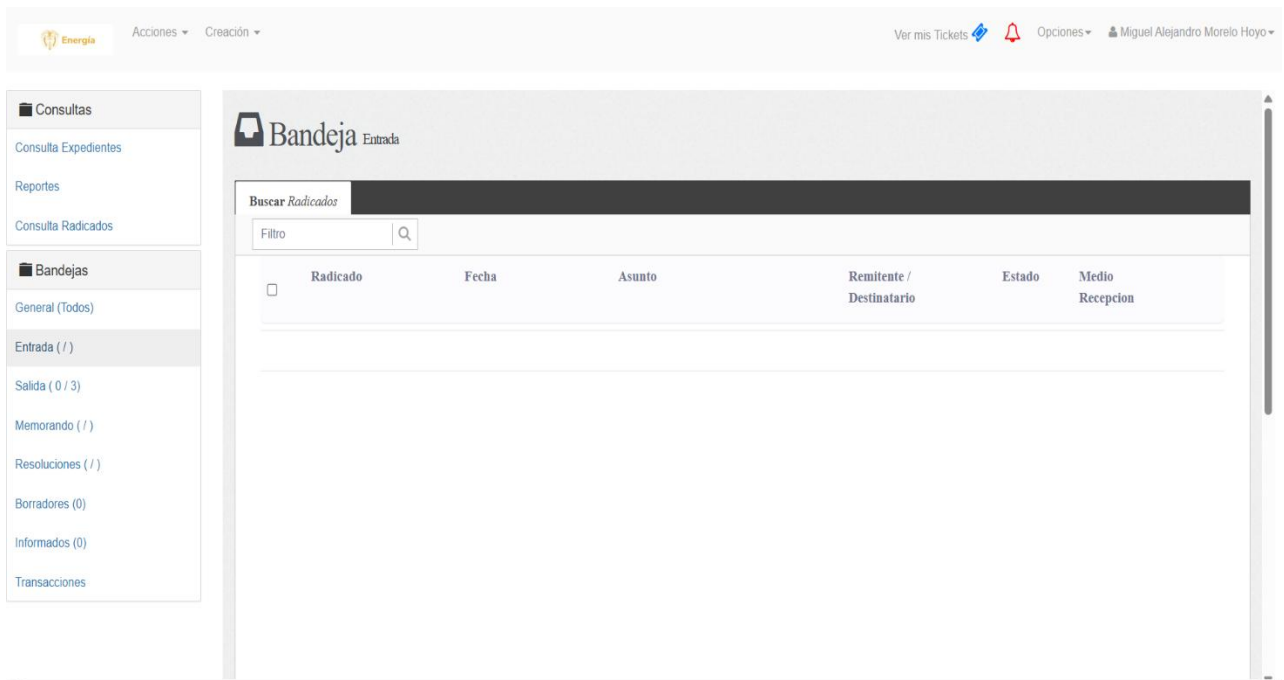 Energía
Acciones
Creación
Ver mis Tickets
Opciones
Miguel Alejandro Morelo Hoyo
Consultas
Consulta Expedientes
Reportes
Consulta Radicados
Bandejas
General (Todos)
Entrada ( / )
Salida ( 0 / 3)
Memorando ( / )
Resoluciones ( / )
Borradores (0)
Informados (0)
Transacciones
Bandeja Entrada
Buscar Radicados
Filtro
Radicado
Fecha
Asunto
Remitente /
Destinatario
Estado
Medio
Recepcion